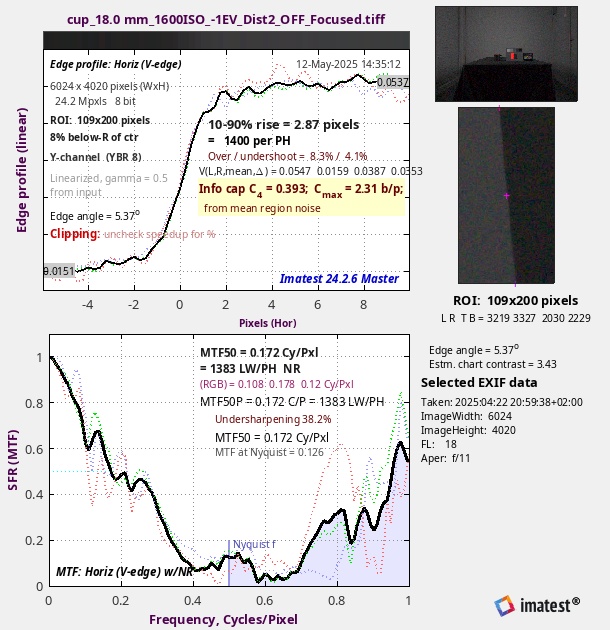 cup_18.0 mm_1600ISO_-1EV_Dist2_OFF_Focused.tiff
Edge profile: Horiz (V-edge)
12-May-2025 14:35:12
0.0537
6024 x 4020 pixels (WxH)
24.2 Mpxls   8 bit
ROI:  109x200 pixels
8% below-R of ctr
Y-channel  (YBR 8)
Linearized, gamma = 0.5
from input
Edge angle = 5.37°
Clipping: uncheck speedup for %
10-90% rise = 2.87 pixels
=   1400 per PH
Over / undershoot =  8.3% /  4.1%
V(L,R,mean,Δ) = 0.0547  0.0159  0.0387  0.0353
Info cap C4 = 0.393;  Cmax = 2.31 b/p;
from mean region noise
0.0151
Imatest 24.2.6 Master
Edge profile (linear)
-4 -2 0 2 4 6 8
Pixels (Hor)
ROI:  109x200 pixels
L R  T B = 3219 3327  2030 2229
Edge angle = 5.37°
Estm. chart contrast = 3.43
Selected EXIF data
Taken: 2025:04:22 20:59:38+02:00
ImageWidth:  6024
ImageHeight:  4020
FL:   18
Aper:  f/11
MTF50 = 0.172 Cy/Pxl
= 1383 LW/PH  NR
(RGB) = 0.108  0.178   0.12 Cy/Pxl
MTF50P = 0.172 C/P = 1383 LW/PH
Undersharpening 38.2%
MTF50 = 0.172 Cy/Pxl
MTF at Nyquist = 0.126
Nyquist f
MTF: Horiz (V-edge) w/NR
SFR (MTF)
1
0.8
0.6
0.4
0.2
0
0 0.2 0.4 0.6 0.8 1
Frequency, Cycles/Pixel
imatest®